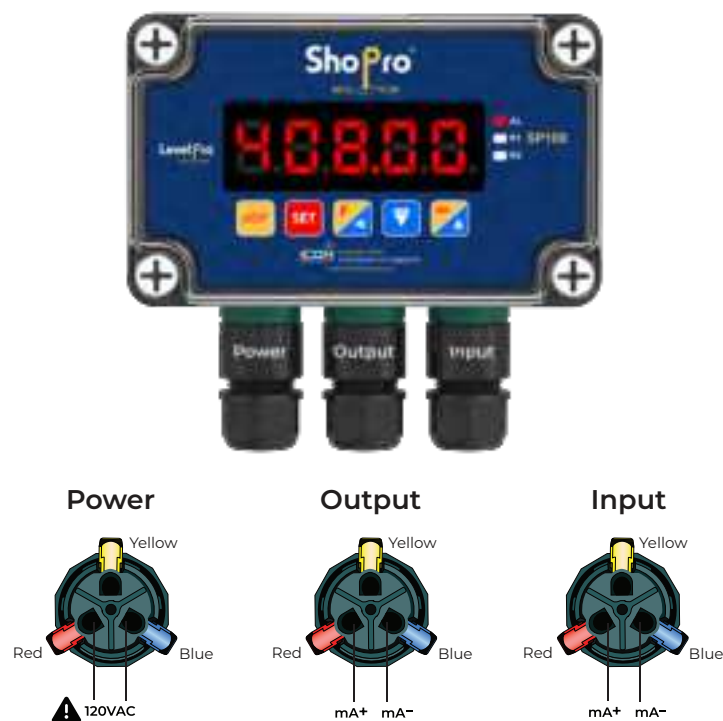 ShoPro
LevelPro
408.00
SP100
SET
F
Power Output Input
Power Output Input
Yellow Yellow Yellow
Red Blue Red Blue Red Blue
120VAC mA+ mA− mA+ mA−